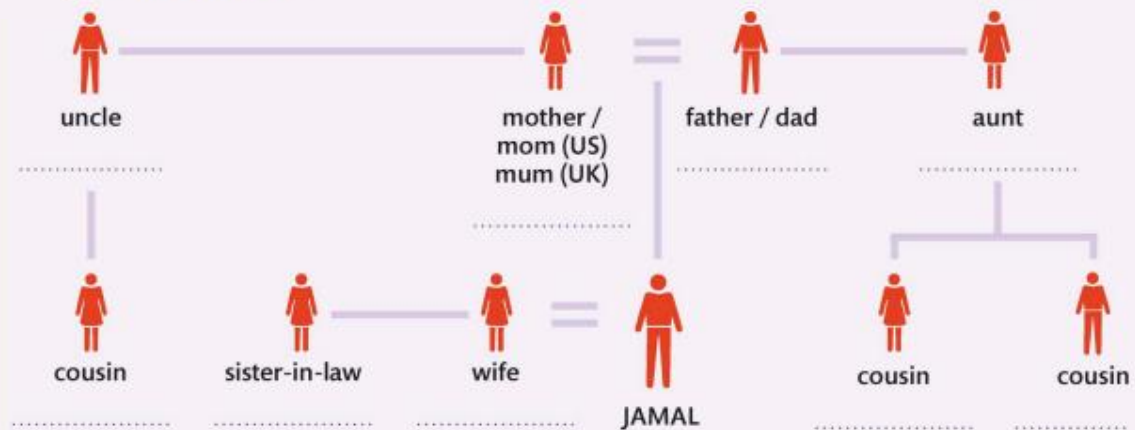 uncle
mother /
mom (US)
mum (UK)
father / dad
aunt
cousin
sister-in-law
wife
JAMAL
cousin
cousin